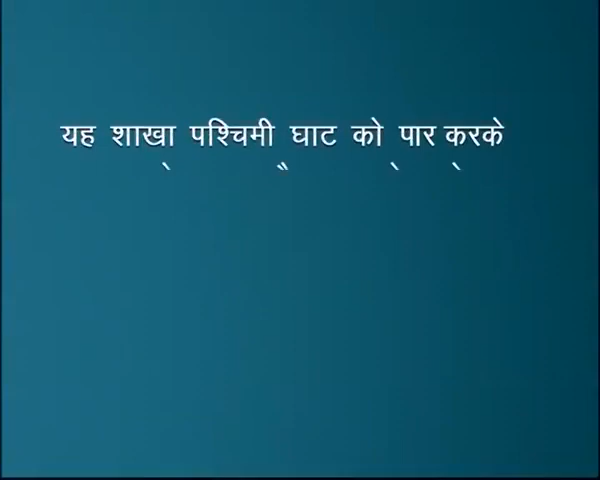 यह शाखा पश्चिमी घाट को पार करके